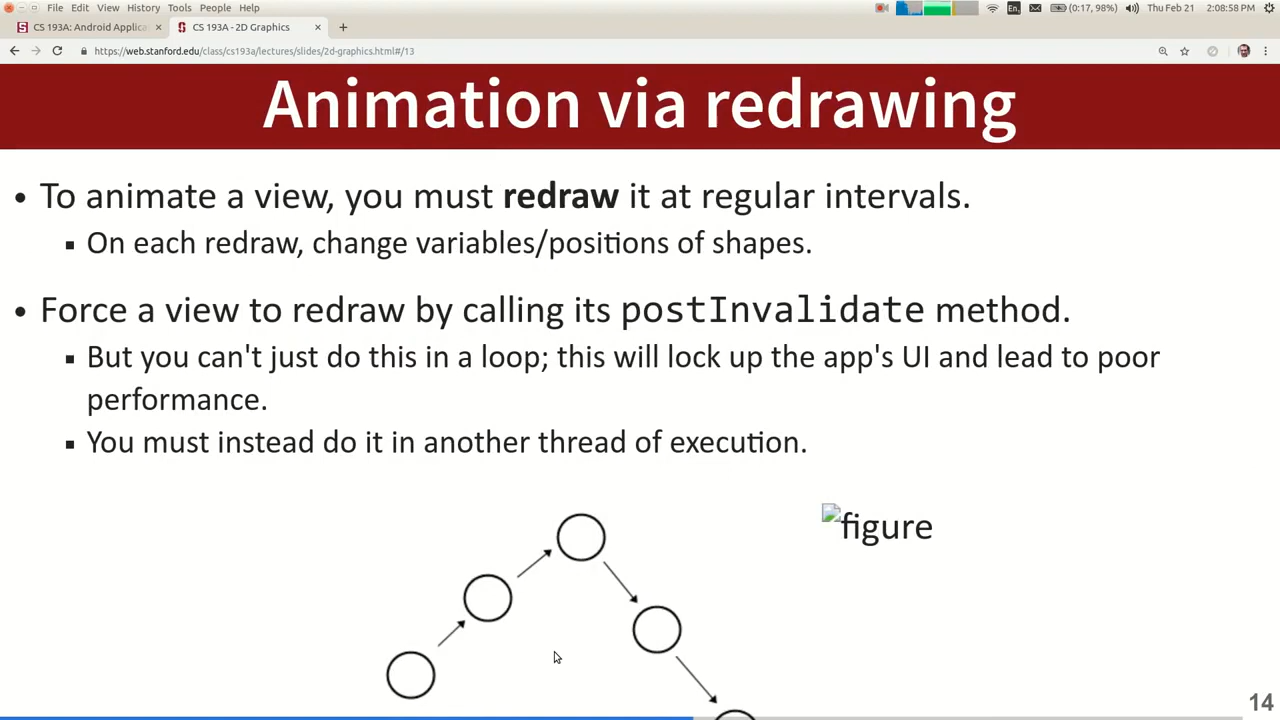 File Edit View History Tools People Help
En
(0:17, 98%)
Thu Feb 21 2:08:58 PM
CS 193A: Android Applica
CS 193A - 2D Graphics
https://web.stanford.edu/class/cs193a/lectures/slides/2d-graphics.html#/13
Animation via redrawing
• To animate a view, you must redraw it at regular intervals.
▪ On each redraw, change variables/positions of shapes.
• Force a view to redraw by calling its postInvalidate method.
▪ But you can't just do this in a loop; this will lock up the app's UI and lead to poor
performance.
▪ You must instead do it in another thread of execution.
figure
14